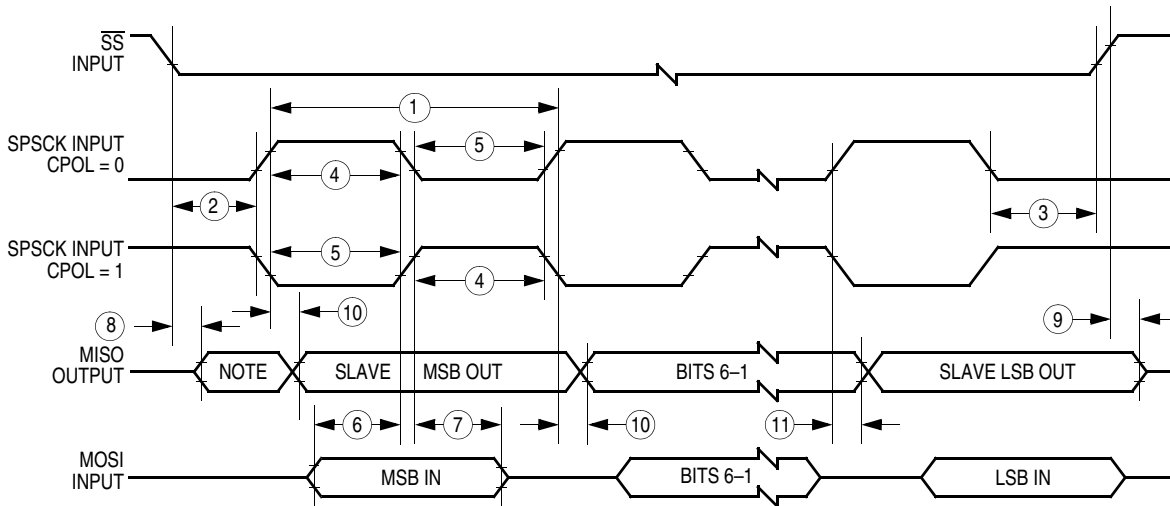 SS
INPUT
1
SPSCK INPUT
CPOL = 0
5
4
2
3
SPSCK INPUT
CPOL = 1
5
4
8
10
9
MISO
OUTPUT
NOTE
SLAVE MSB OUT
BITS 6–1
SLAVE LSB OUT
6
7
10
11
MOSI
INPUT
MSB IN
BITS 6–1
LSB IN